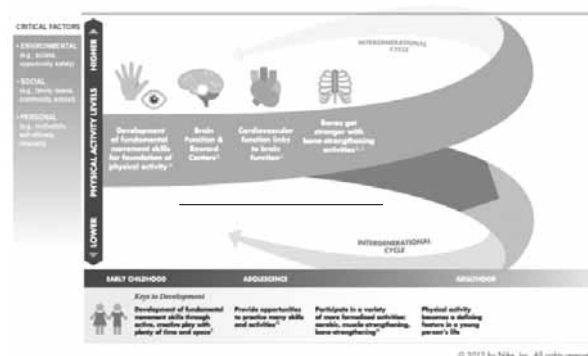 CRITICAL FACTORS
• ENVIRONMENTAL
(e.g., access,
opportunity, safety)
• SOCIAL
• PERSONAL
HIGHER
PHYSICAL ACTIVITY LEVELS
LOWER
INTERGENERATIONAL
CYCLE
Development
of fundamental
movement skills
for foundation of
physical activity
Brain
function &
Reward
Centers
Cardiovascular
function links
to brain
function
Bones get
stronger with
bone-strengthening
activities
INTERGENERATIONAL
CYCLE
EARLY CHILDHOOD
ADOLESCENCE
ADULTHOOD
Keys to Development
Development of fundamental
movement skills through
active, creative play with
plenty of time and space
Provide opportunities
to practice many skills
and activities
Participate in a variety
of more formalized activities:
aerobic, muscle-strengthening,
bone-strengthening
Physical activity
becomes a defining
feature in a young
person's life
by Nike, Inc. All rights